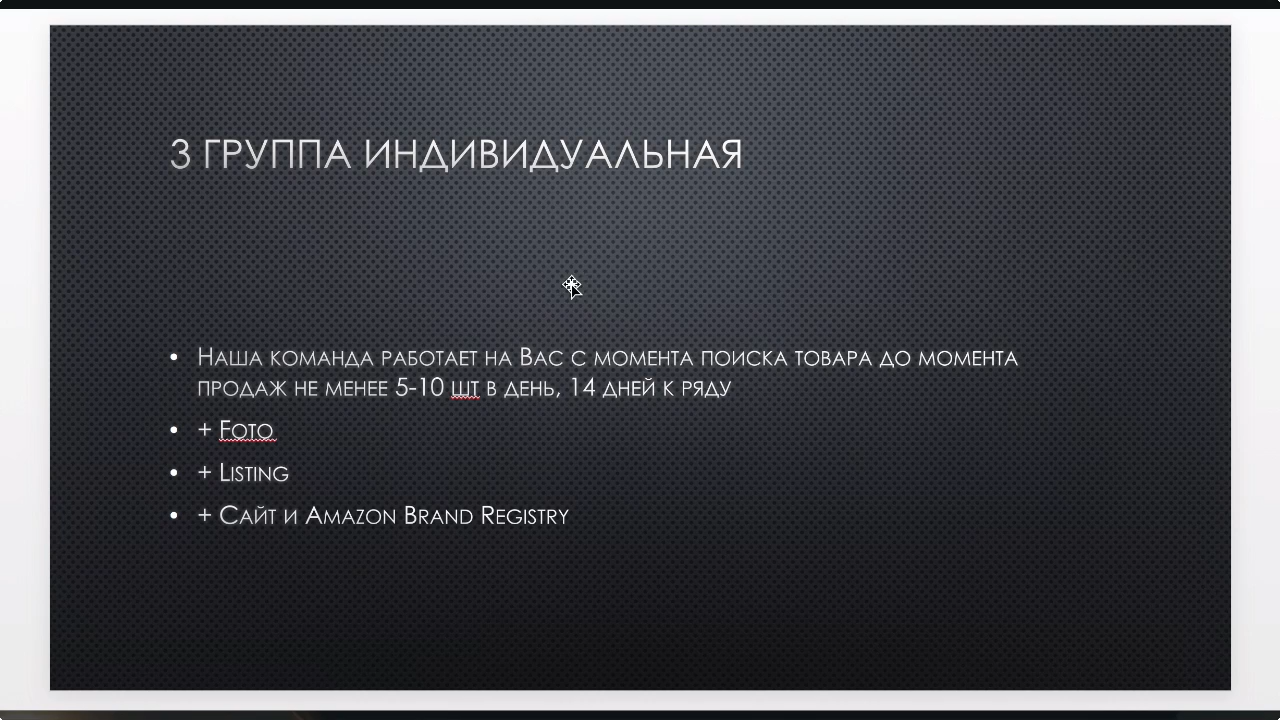 3 ГРУППА ИНДИВИДУАЛЬНАЯ
• Наша команда работает на Вас с момента поиска товара до момента
продаж не менее 5-10 шт в день, 14 дней к ряду
• + Foto
• + Listing
• + Сайт и Amazon Brand Registry